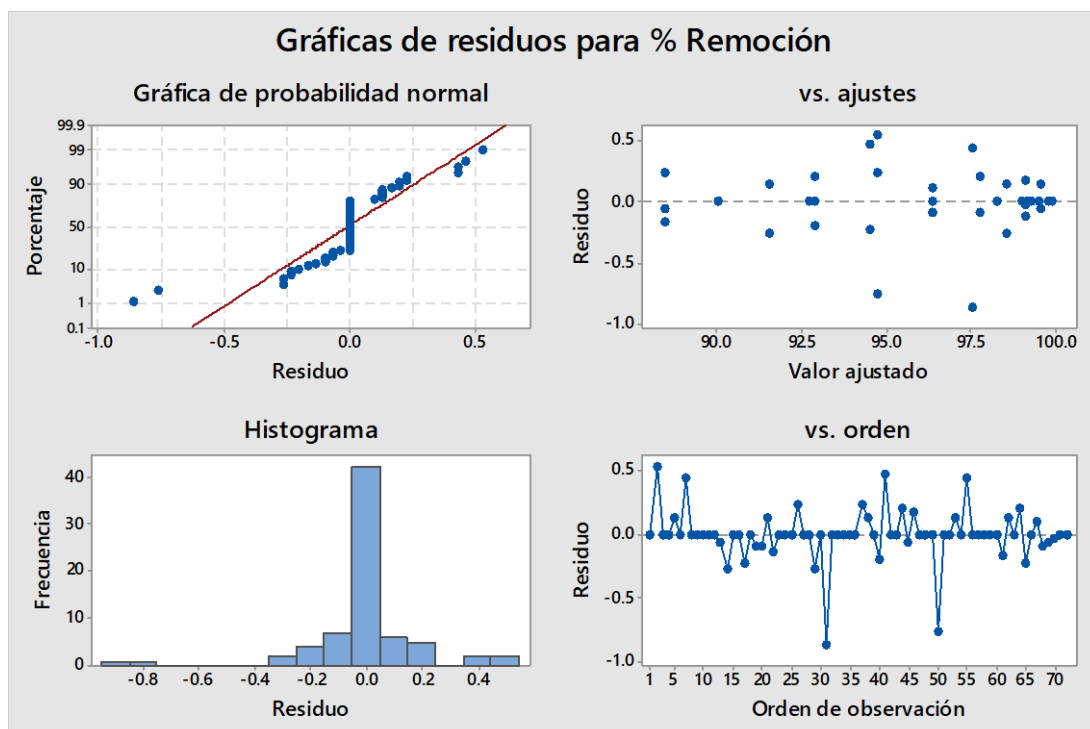 Gráficas de residuos para % Remoción
Gráfica de probabilidad normal
99.9
99
90
50
10
1
0.1
Porcentaje
-1.0 -0.5 0.0 0.5
Residuo
vs. ajustes
0.5
0.0
-0.5
-1.0
Residuo
90.0 92.5 95.0 97.5 100.0
Valor ajustado
Histograma
40
30
20
10
0
Frecuencia
-0.8 -0.6 -0.4 -0.2 0.0 0.2 0.4
Residuo
vs. orden
0.5
0.0
-0.5
-1.0
Residuo
1 5 10 15 20 25 30 35 40 45 50 55 60 65 70
Orden de observación